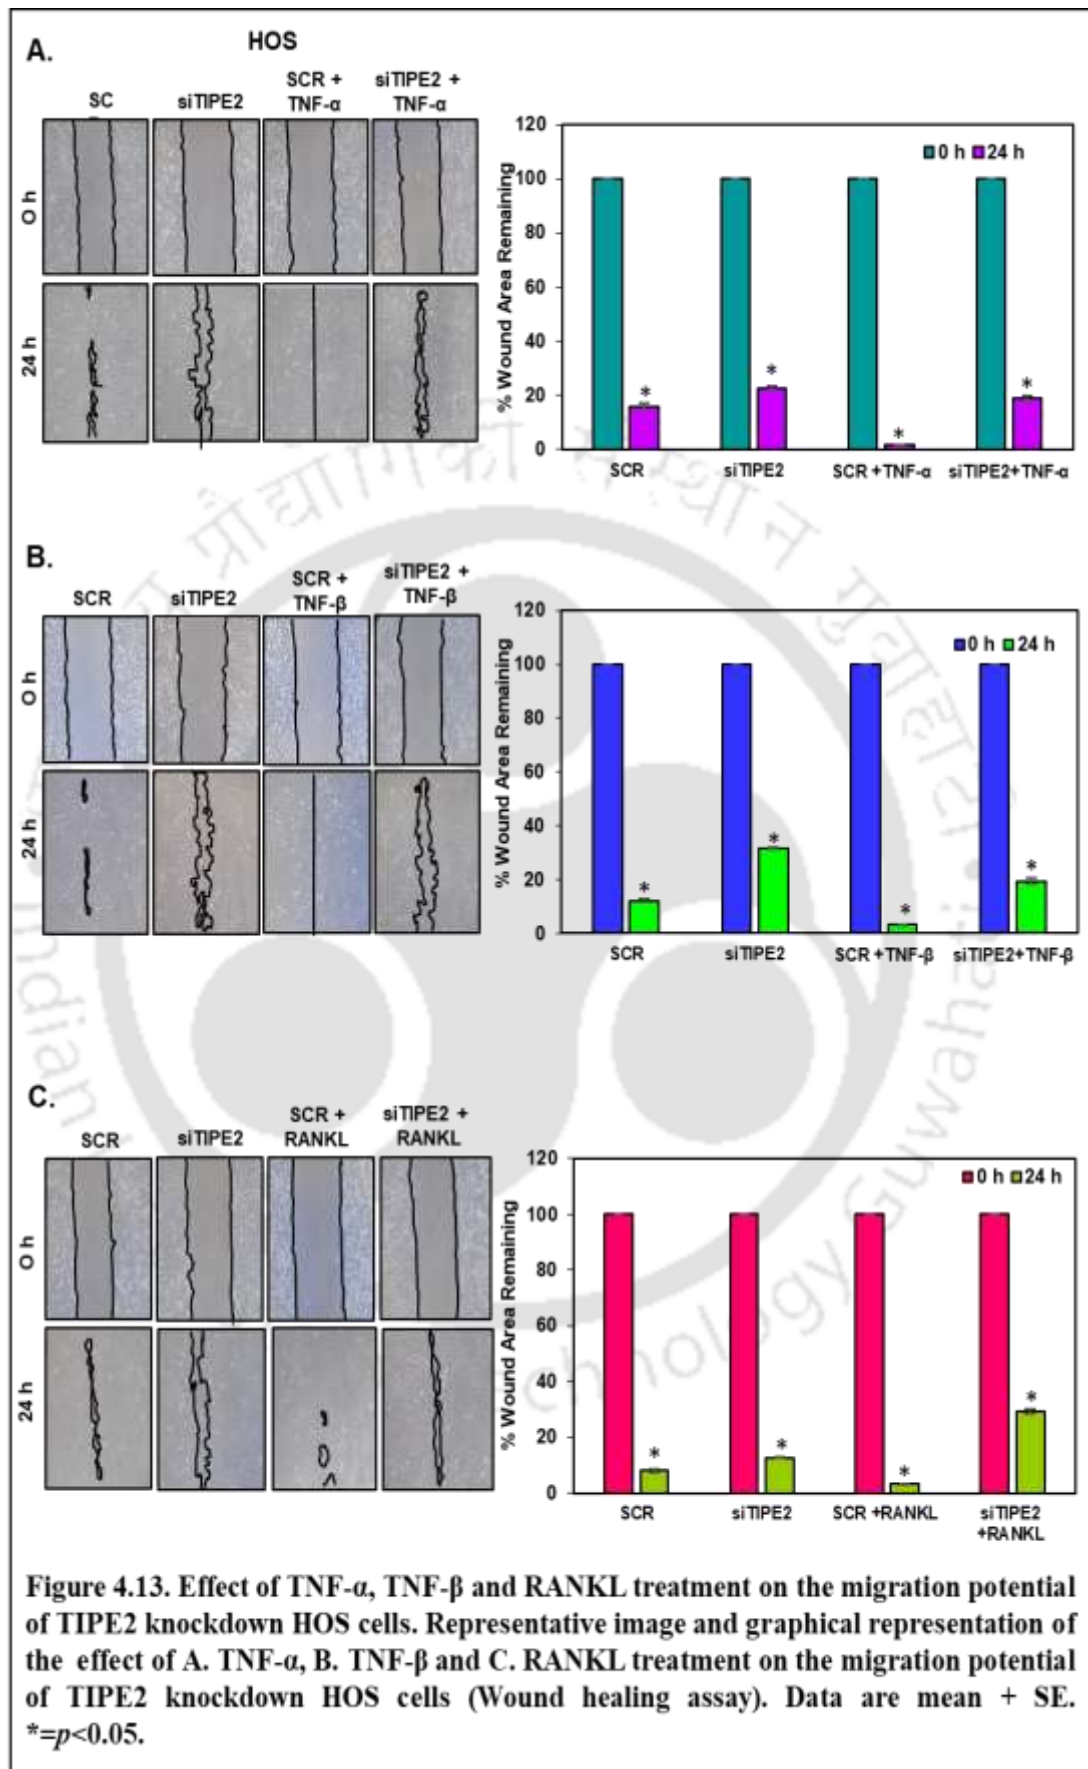 A.
HOS
SC
siTIPE2
SCR +
TNF-α
siTIPE2 +
TNF-α
0 h
24 h
% Wound Area Remaining
120
100
80
60
40
20
0
0 h 24 h
*
*
*
*
SCR
siTIPE2
SCR +TNF-α
siTIPE2+TNF-α
B.
SCR
siTIPE2
SCR +
TNF-β
siTIPE2 +
TNF-β
0 h
24 h
% Wound Area Remaining
120
100
80
60
40
20
0
0 h 24 h
*
*
*
*
SCR
siTIPE2
SCR +TNF-β
siTIPE2+TNF-β
C.
SCR
siTIPE2
SCR +
RANKL
siTIPE2 +
RANKL
0 h
24 h
% Wound Area Remaining
120
100
80
60
40
20
0
0 h 24 h
*
*
*
*
SCR
siTIPE2
SCR +RANKL
siTIPE2
+RANKL
Figure 4.13. Effect of TNF-α, TNF-β and RANKL treatment on the migration potential
of TIPE2 knockdown HOS cells. Representative image and graphical representation of
the effect of A. TNF-α, B. TNF-β and C. RANKL treatment on the migration potential
of TIPE2 knockdown HOS cells (Wound healing assay). Data are mean + SE.
*=p<0.05.
Indian
Guwahati